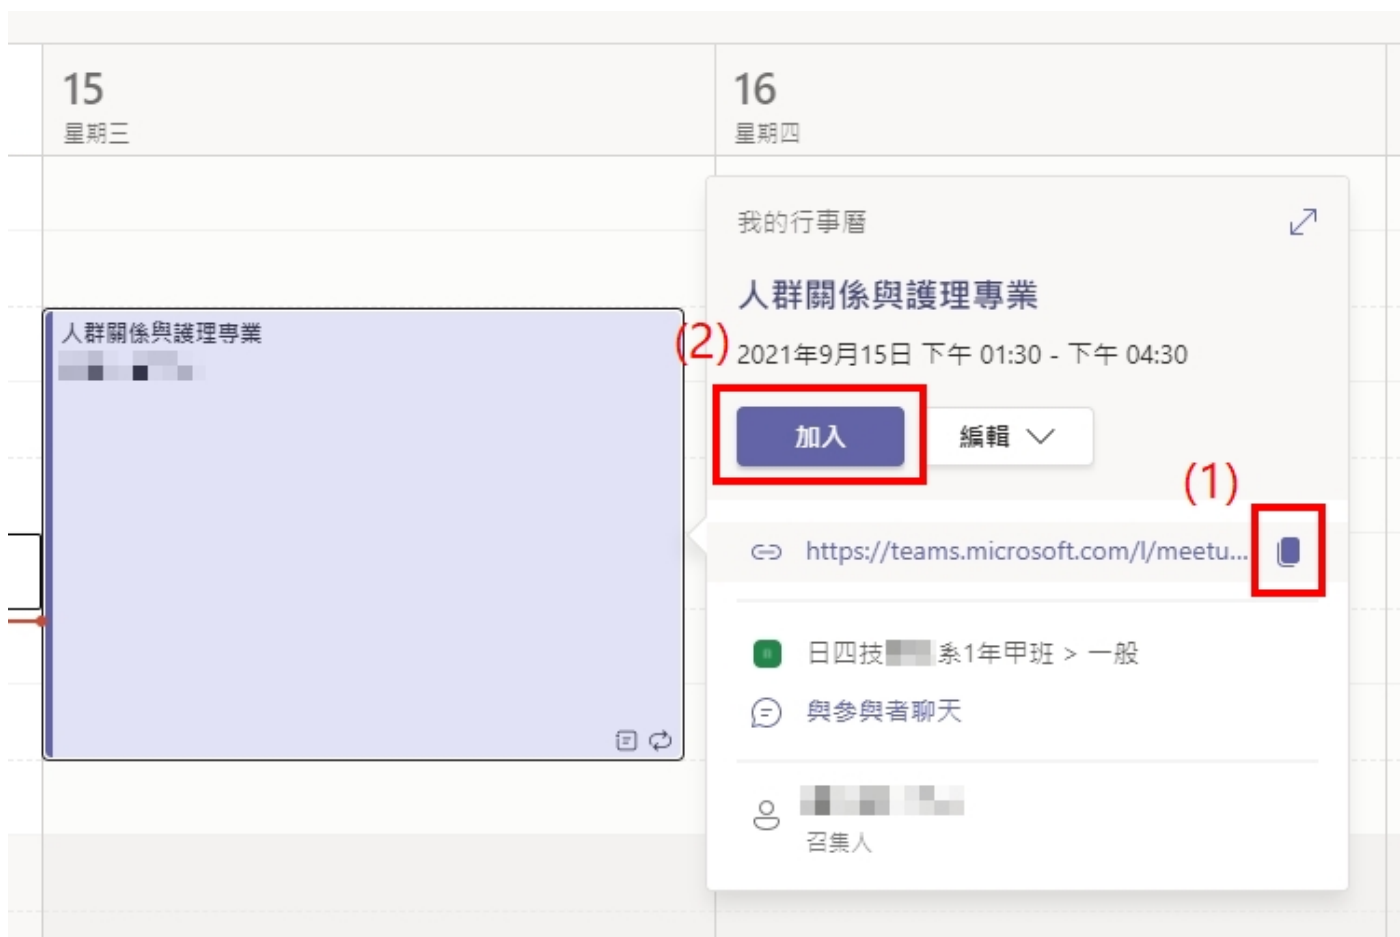 15
星期三
16
星期四
人群關係與護理專業
我的行事曆
人群關係與護理專業
(2)
2021年9月15日 下午 01:30 - 下午 04:30
加入
編輯
(1)
https://teams.microsoft.com/l/meetu...
日四技 系1年甲班 > 一般
與參與者聊天
召集人